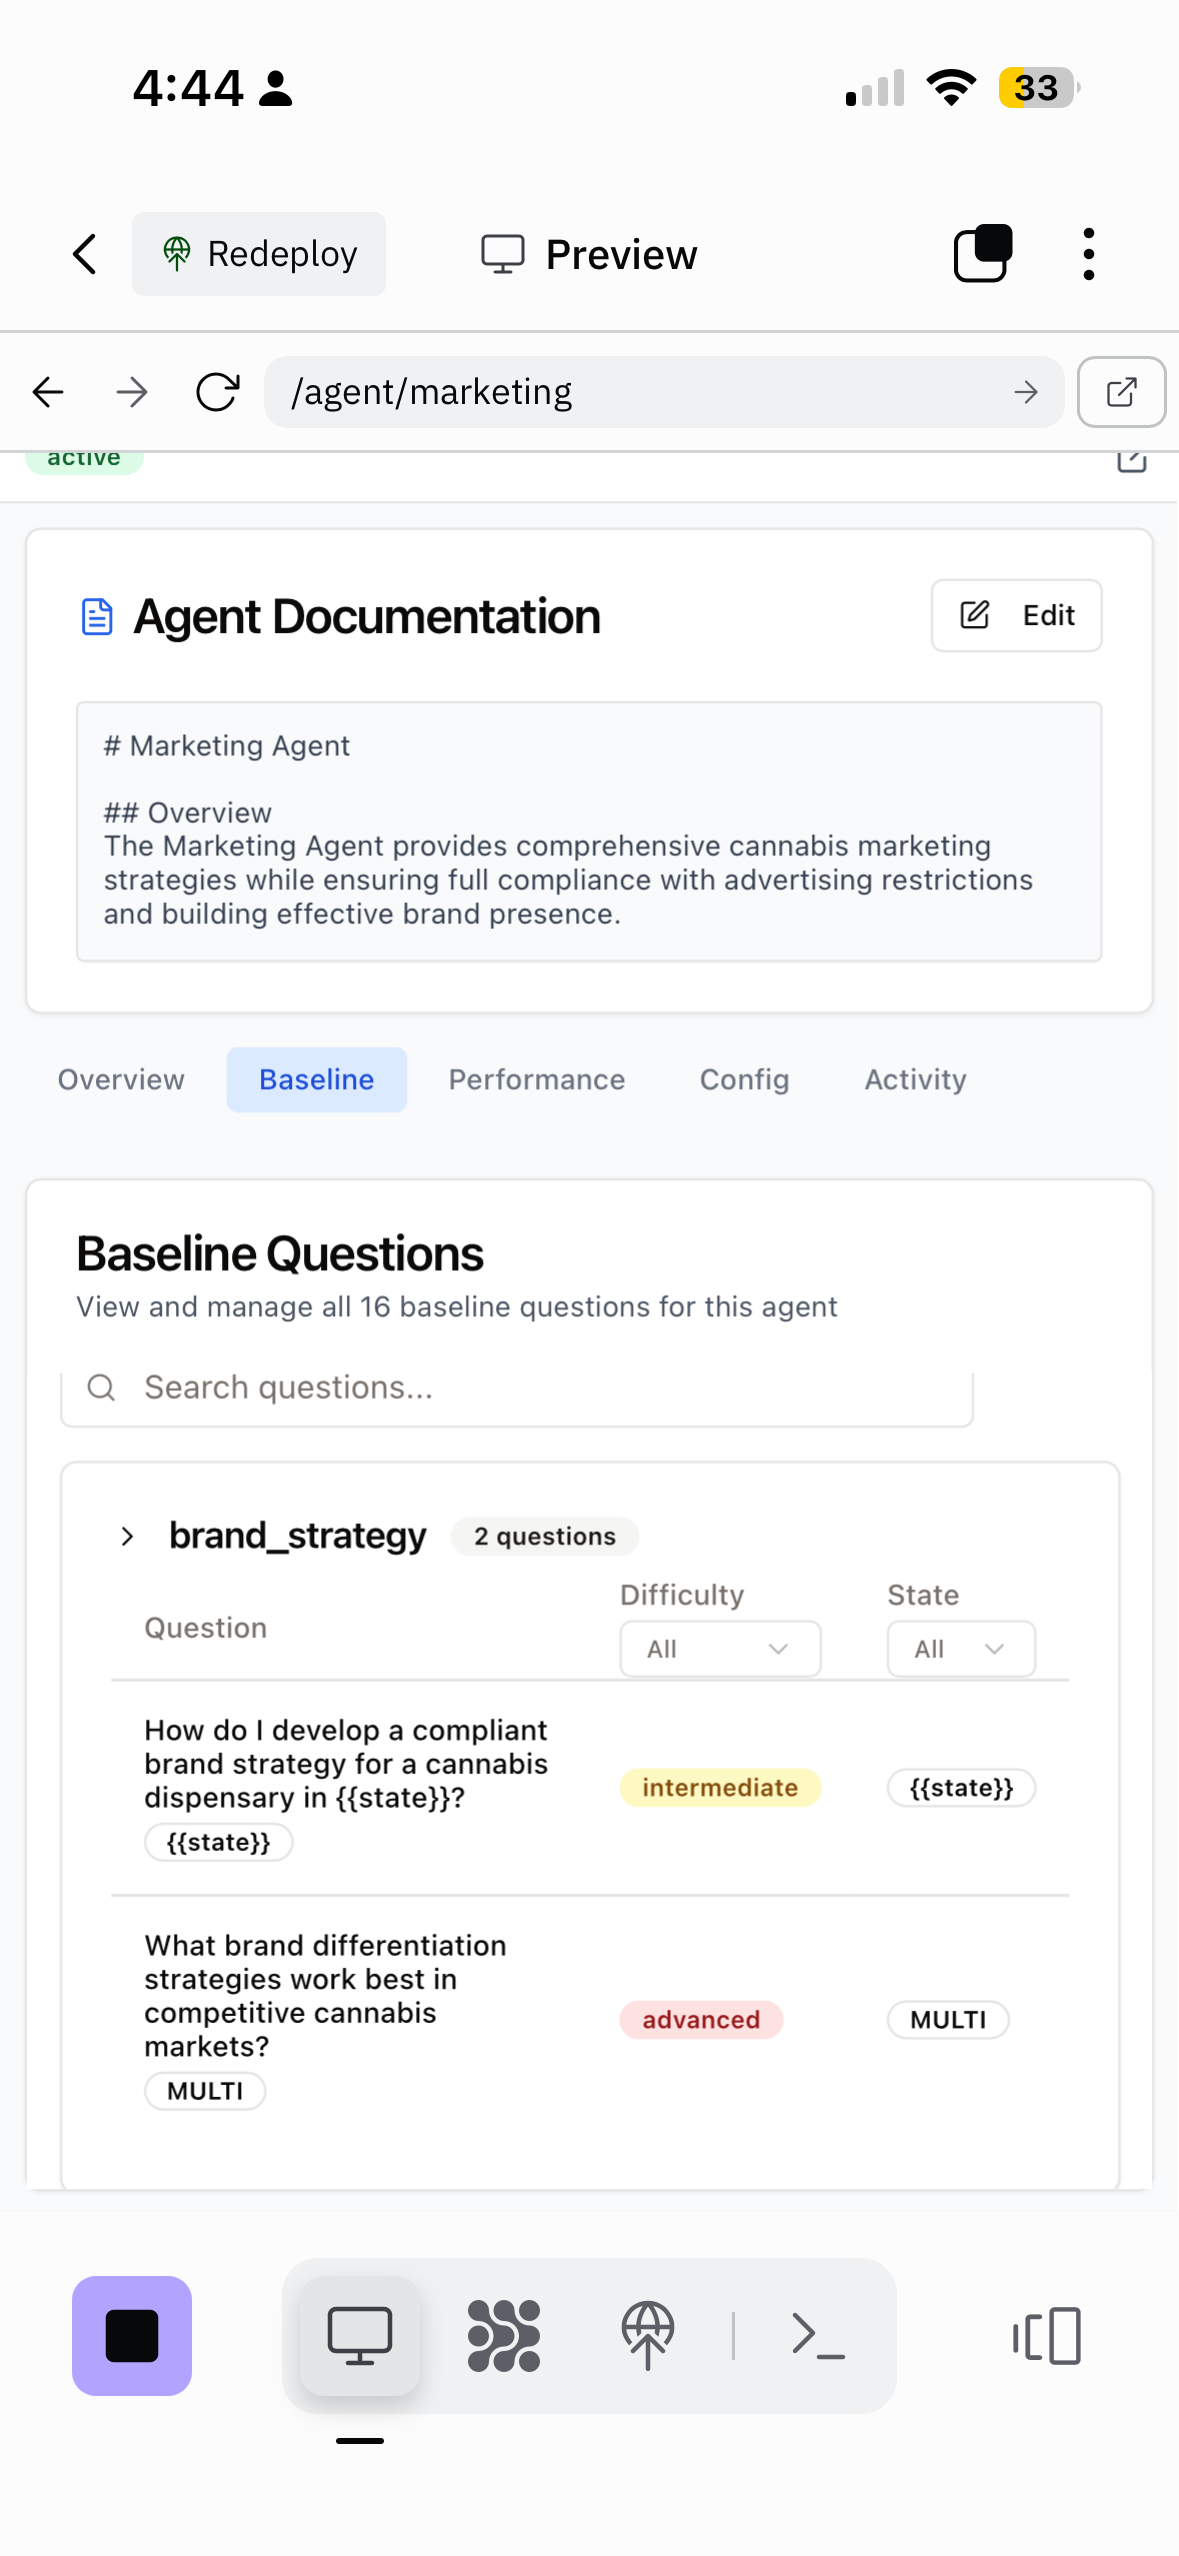 4:44
33
Redeploy
Preview
/agent/marketing
active
Agent Documentation
Edit
# Marketing Agent
## Overview
The Marketing Agent provides comprehensive cannabis marketing
strategies while ensuring full compliance with advertising restrictions
and building effective brand presence.
Overview
Baseline
Performance
Config
Activity
Baseline Questions
View and manage all 16 baseline questions for this agent
Search questions...
brand_strategy
2 questions
Question
Difficulty
State
All
All
How do I develop a compliant
brand strategy for a cannabis
dispensary in {{state}}?
{{state}}
intermediate
{{state}}
What brand differentiation
strategies work best in
competitive cannabis
markets?
MULTI
advanced
MULTI